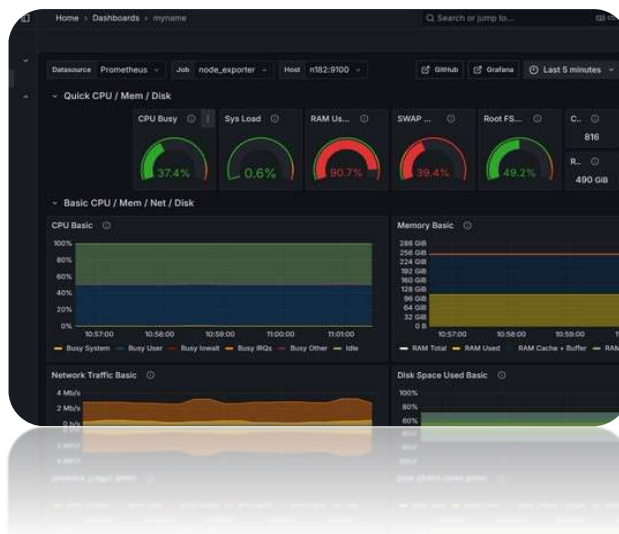 Home › Dashboards › myname
Search or jump to...
Datasource Prometheus Job node_exporter Host n182:9100 GitHub Grafana Last 5 minutes
Quick CPU / Mem / Disk
CPU Busy Sys Load RAM Us... SWAP ... Root FS... C..
816
37.4% 0.6% 90.7% 39.4% 49.2%
R..
490 GiB
Basic CPU / Mem / Net / Disk
CPU Basic
100%
80%
60%
40%
20%
0%
10:57:00 10:58:00 10:59:00 11:00:00 11:01:00
Busy System Busy User Busy Iowait Busy IRQs Busy Other Idle
Memory Basic
288 GiB
256 GiB
224 GiB
192 GiB
160 GiB
128 GiB
96 GiB
64 GiB
32 GiB
0 B
10:57:00 10:58:00 10:59:00
RAM Total RAM Used RAM Cache + Buffer RAM
Network Traffic Basic
4 Mb/s
2 Mb/s
0 b/s
Disk Space Used Basic
100%
80%
60%